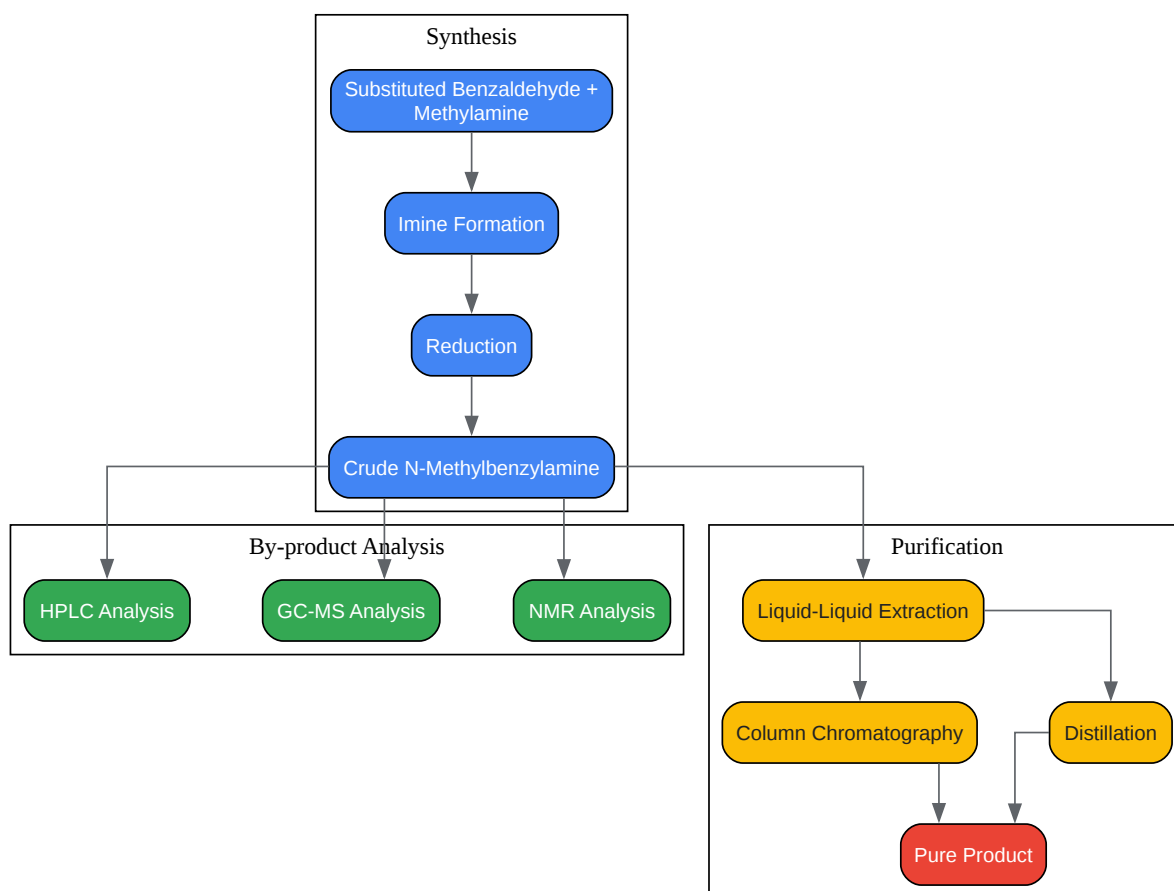 Synthesis
Substituted Benzaldehyde +
Methylamine
Imine Formation
Reduction
Crude N-Methylbenzylamine
By-product Analysis
HPLC Analysis
GC-MS Analysis
NMR Analysis
Purification
Liquid-Liquid Extraction
Column Chromatography
Distillation
Pure Product